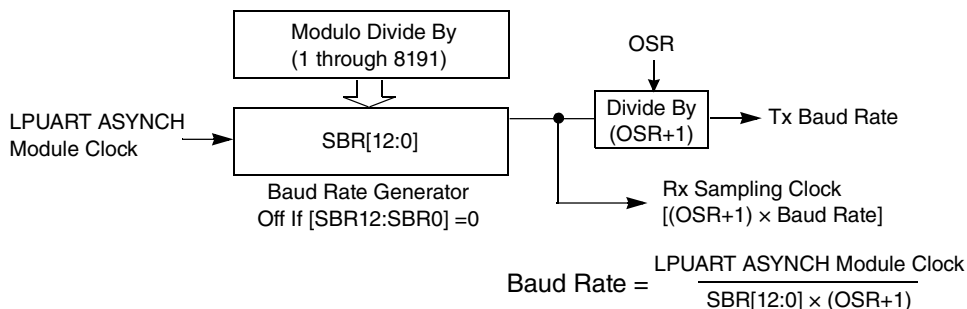 Modulo Divide By
(1 through 8191)
OSR
LPUART ASYNCH
Module Clock
SBR[12:0]
Divide By
(OSR+1)
Tx Baud Rate
Baud Rate Generator
Off If [SBR12:SBR0] =0
Rx Sampling Clock
[(OSR+1) × Baud Rate]
Baud Rate =
LPUART ASYNCH Module Clock
SBR[12:0] × (OSR+1)